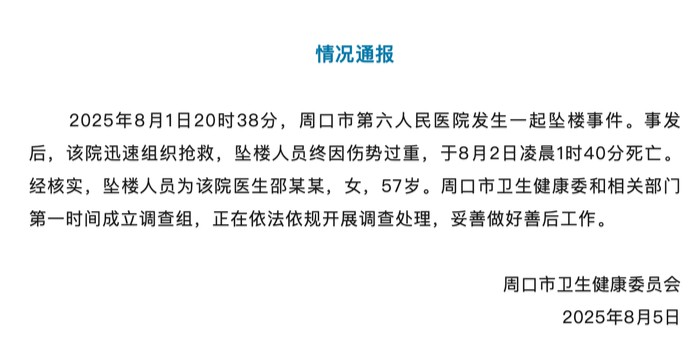 情况通报
2025年8月1日20时38分，周口市第六人民医院发生一起坠楼事件。事发
后，该院迅速组织抢救，坠楼人员终因伤势过重，于8月2日凌晨1时40分死亡。
经核实，坠楼人员为该院医生邵某某，女，57岁。周口市卫生健康委和相关部门
第一时间成立调查组，正在依法依规开展调查处理，妥善做好善后工作。
周口市卫生健康委员会
2025年8月5日